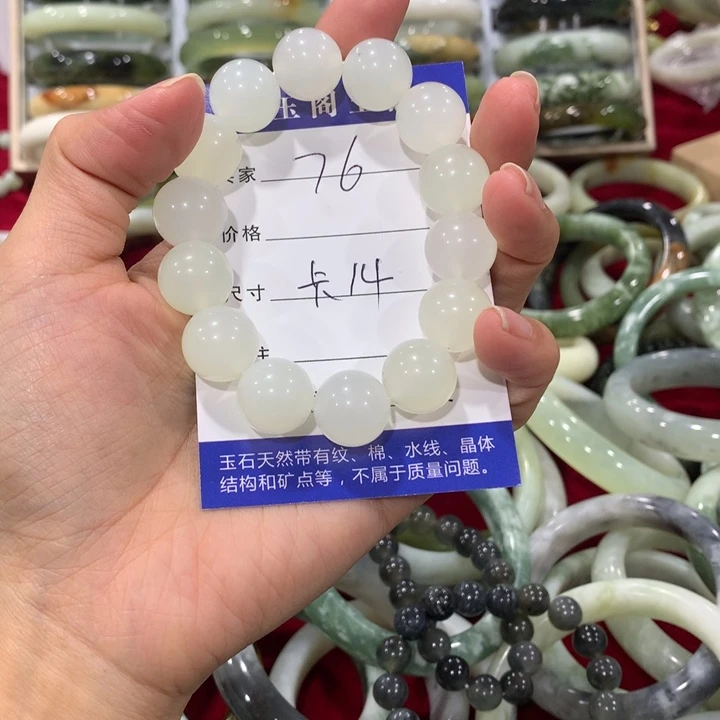 玉阁
家 76
价格
尺寸 卡14
注
玉石天然带有纹、棉、水线、晶体
结构和矿点等，不属于质量问题。